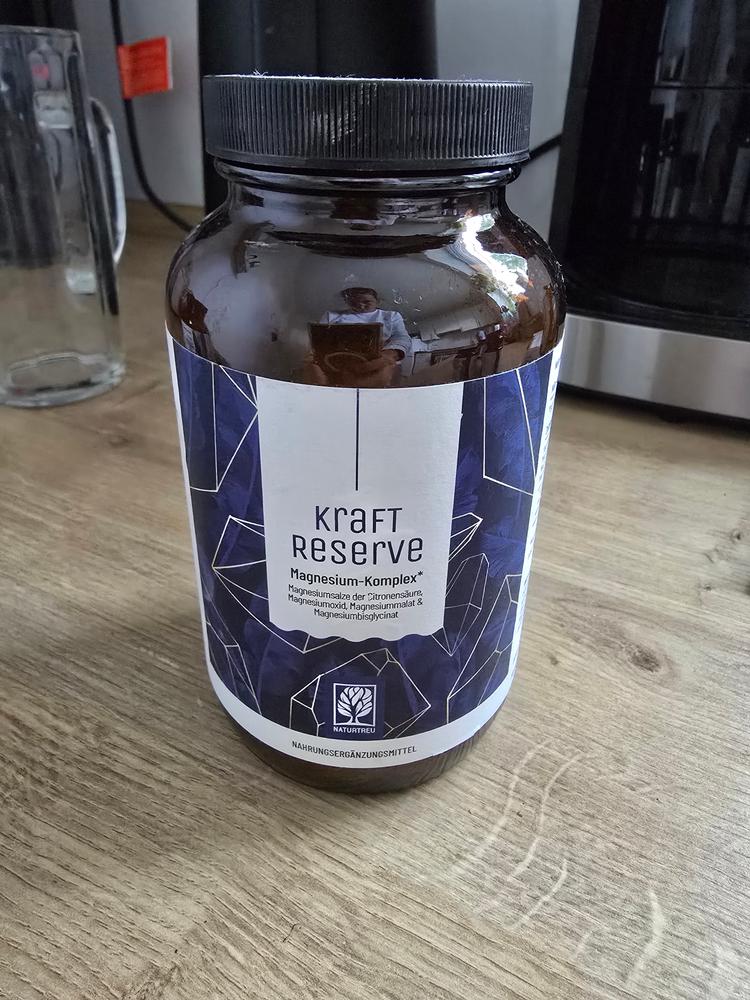 Kraft
Reserve
Magnesium-Komplex*
Magnesiumsalze der Citronensäure,
Magnesiumoxid, Magnesiummalat &
Magnesiumbisglycinat
NATURTREU
NAHRUNGSERGÄNZUNGSMITTEL